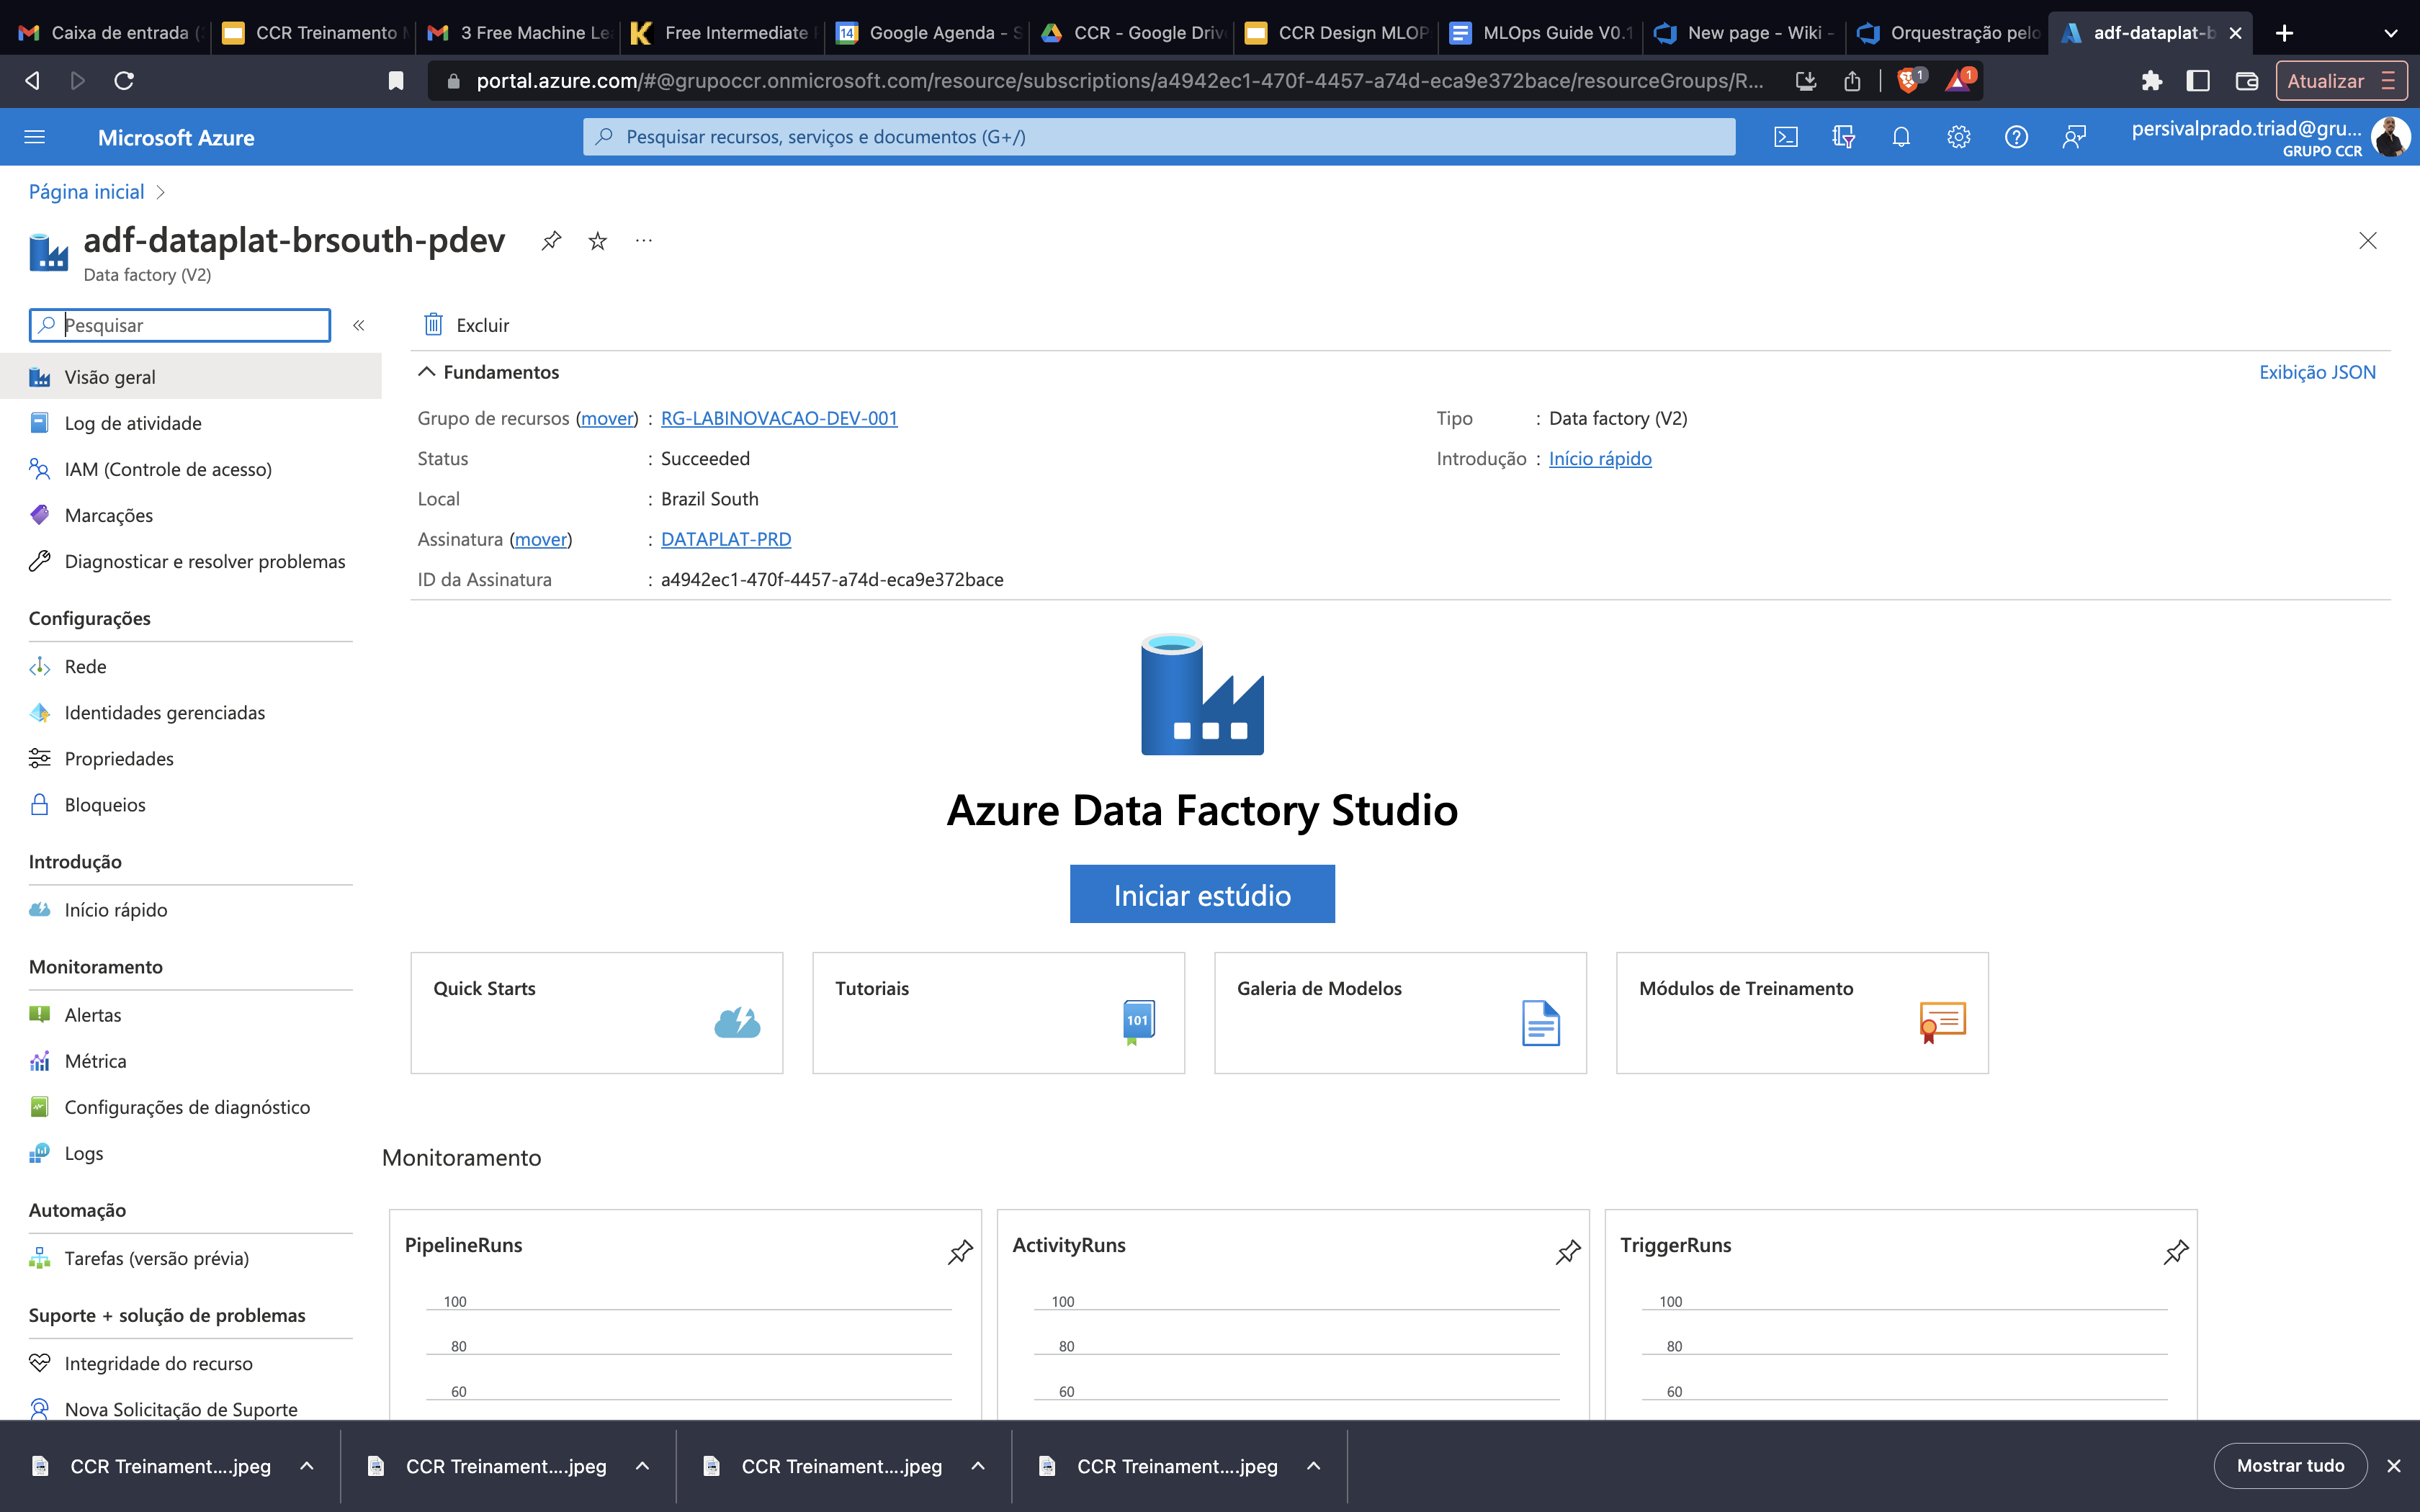 Caixa de entrada (
CCR Treinamento M
3 Free Machine Le
Free Intermediate
Google Agenda - S
CCR - Google Driv
CCR Design MLOP
MLOps Guide V0.1
New page - Wiki -
Orquestração pelo
adf-dataplat-b
portal.azure.com/#@grupoccr.onmicrosoft.com/resource/subscriptions/a4942ec1-470f-4457-a74d-eca9e372bace/resourceGroups/R...
1
1
Atualizar
Microsoft Azure
Pesquisar recursos, serviços e documentos (G+/)
persivalprado.triad@gru...
GRUPO CCR
Página inicial
adf-dataplat-brsouth-pdev
Data factory (V2)
Pesquisar
Visão geral
Log de atividade
IAM (Controle de acesso)
Marcações
Diagnosticar e resolver problemas
Configurações
Rede
Identidades gerenciadas
Propriedades
Bloqueios
Introdução
Início rápido
Monitoramento
Alertas
Métrica
Configurações de diagnóstico
Logs
Automação
Tarefas (versão prévia)
Suporte + solução de problemas
Integridade do recurso
Nova Solicitação de Suporte
Excluir
Fundamentos
Exibição JSON
Grupo de recursos (mover) : RG-LABINOVACAO-DEV-001
Status : Succeeded
Local : Brazil South
Assinatura (mover) : DATAPLAT-PRD
ID da Assinatura : a4942ec1-470f-4457-a74d-eca9e372bace
Tipo : Data factory (V2)
Introdução : Início rápido
Azure Data Factory Studio
Iniciar estúdio
Quick Starts
Tutoriais
101
Galeria de Modelos
Módulos de Treinamento
Monitoramento
PipelineRuns
100
80
60
ActivityRuns
100
80
60
TriggerRuns
100
80
60
CCR Treinament....jpeg
CCR Treinament....jpeg
CCR Treinament....jpeg
CCR Treinament....jpeg
Mostrar tudo